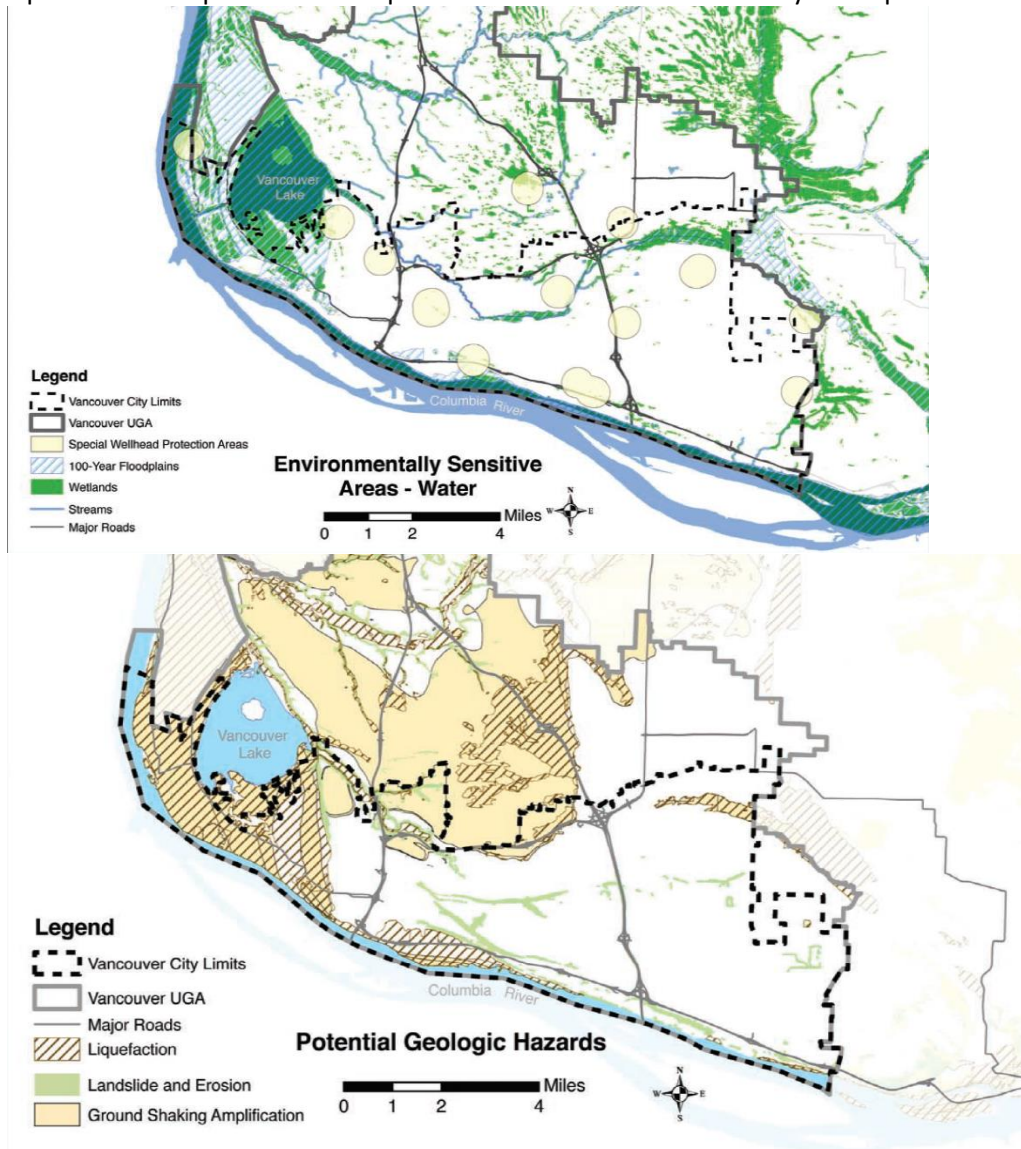 Vancouver
Lake
Columbia River
Legend
Vancouver City Limits
Vancouver UGA
Special Wellhead Protection Areas
100-Year Floodplains
Wetlands
Streams
Major Roads
Environmentally Sensitive
Areas - Water
N
W E
S
Miles
0 1 2 4
Vancouver
Lake
Columbia River
Legend
Vancouver City Limits
Vancouver UGA
Major Roads
Liquefaction
Landslide and Erosion
Ground Shaking Amplification
Potential Geologic Hazards
N
W E
S
Miles
0 1 2 4